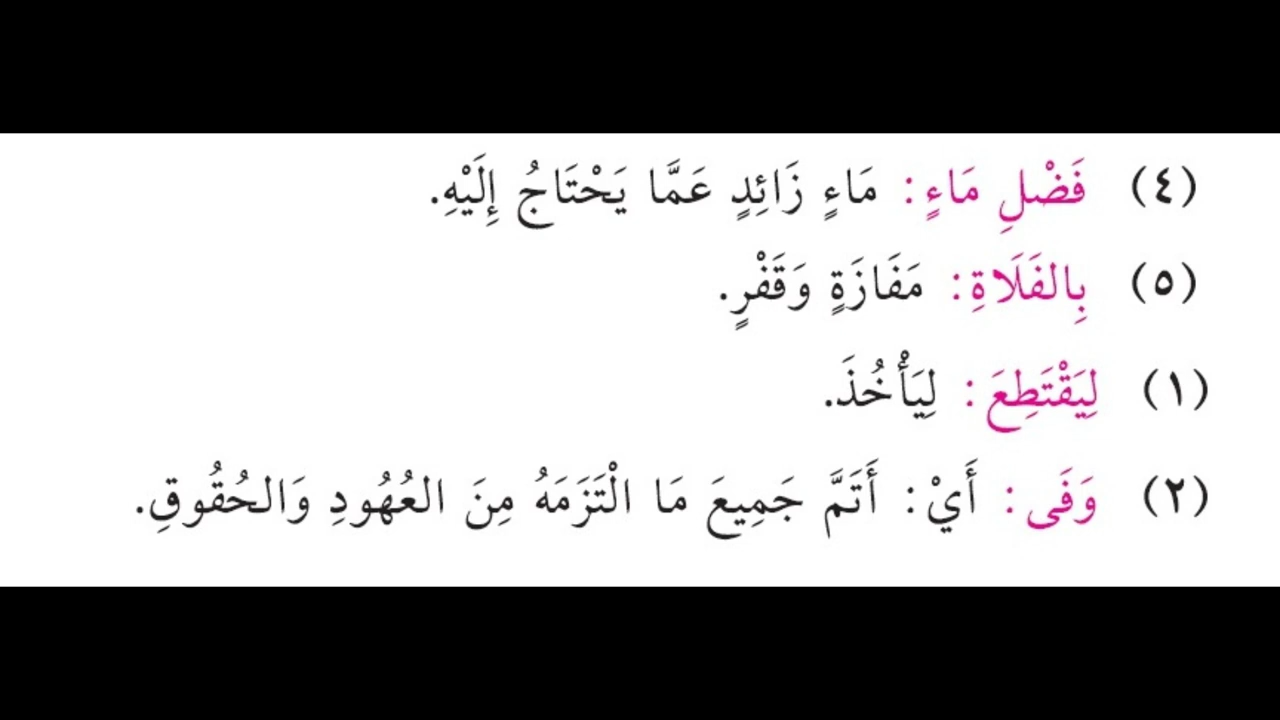 (٤) فَضْلِ مَاءٍ: مَاءٍ زَائِدٍ عَمَّا يَحْتَاجُ إِلَيْهِ.
(٥) بِالفَلَاةِ: مَفَازَةٍ وَقَفْرٍ.
(١) لِيَقْتَطِعَ: لِيَأْخُذَ.
(٢) وَفَى: أَيْ: أَتَمَّ جَمِيعَ مَا الْتَزَمَهُ مِنَ العُهُودِ وَالحُقُوقِ.